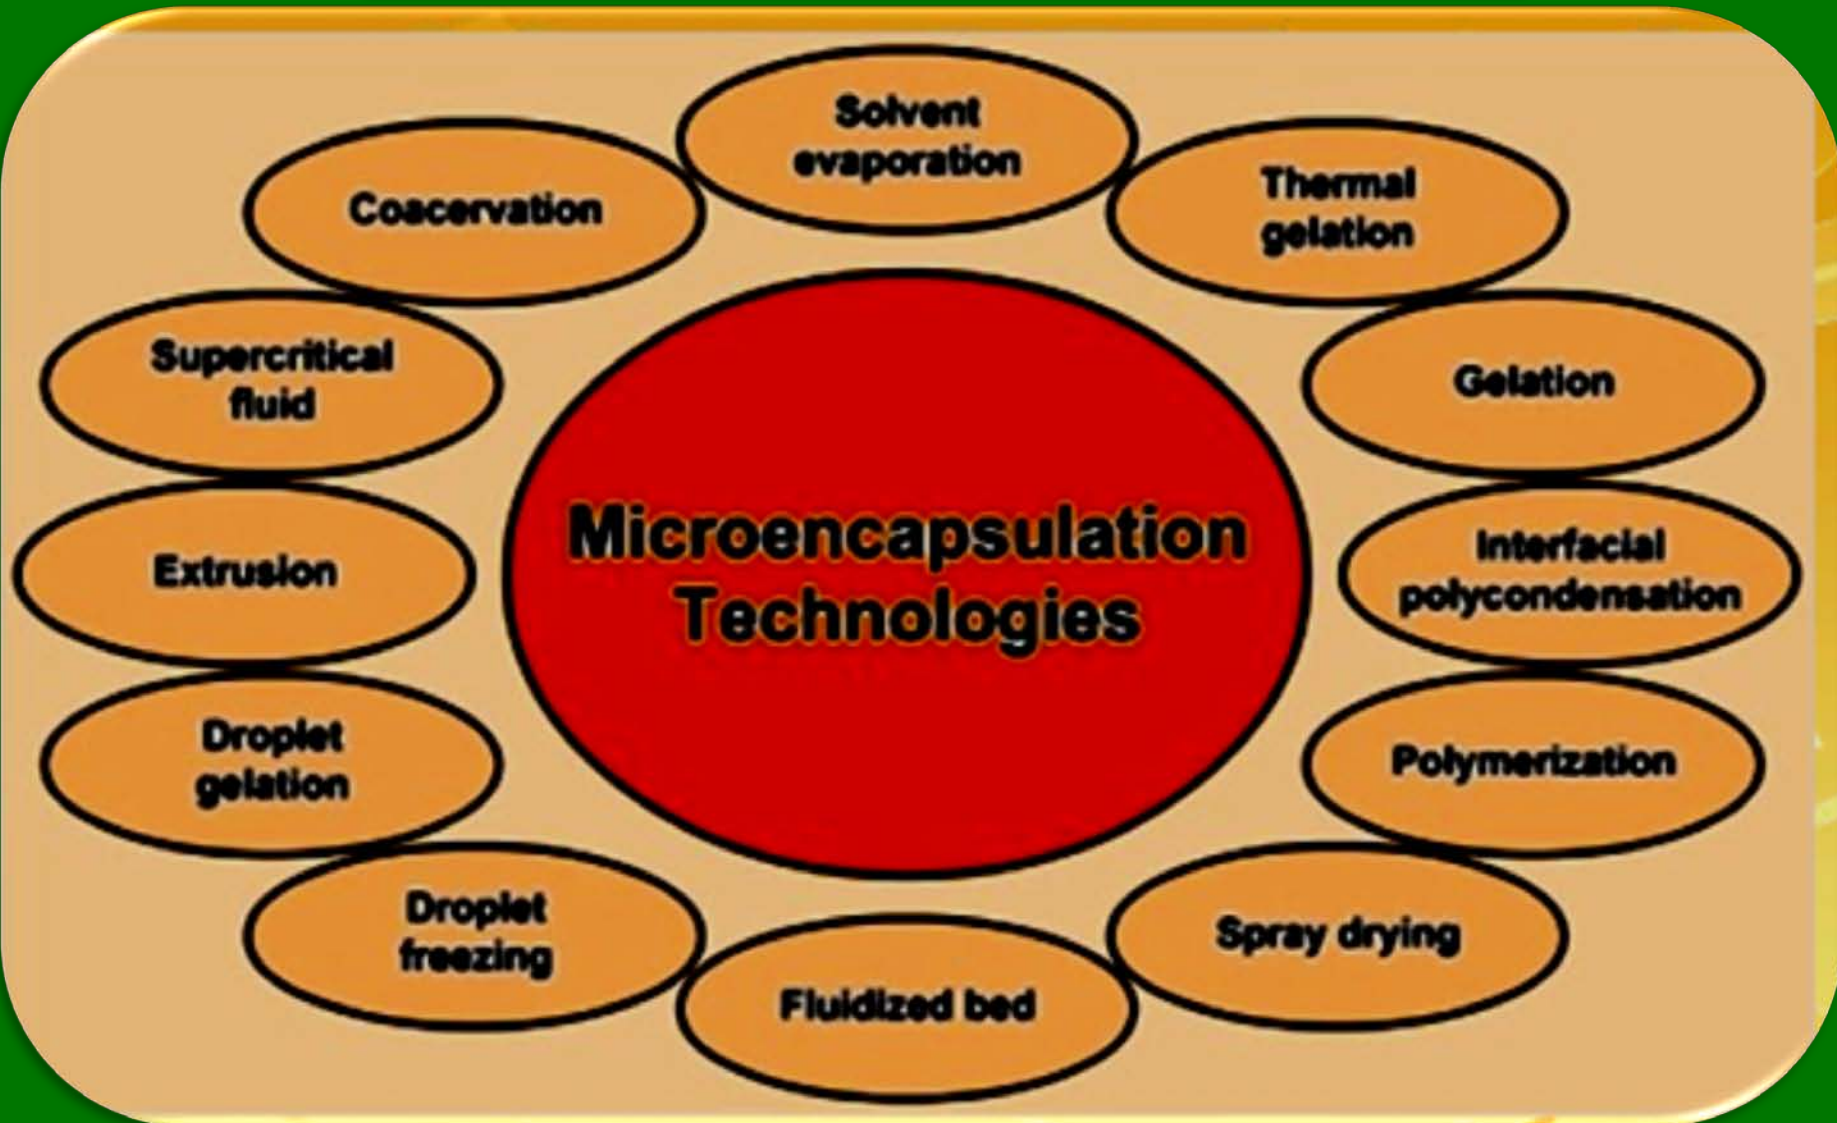 Solvent
evaporation
Coacervation
Thermal
gelation
Supercritical
fluid
Gelation
Microencapsulation
Technologies
Extrusion
Interfacial
polycondensation
Droplet
gelation
Polymerization
Droplet
freezing
Spray drying
Fluidized bed